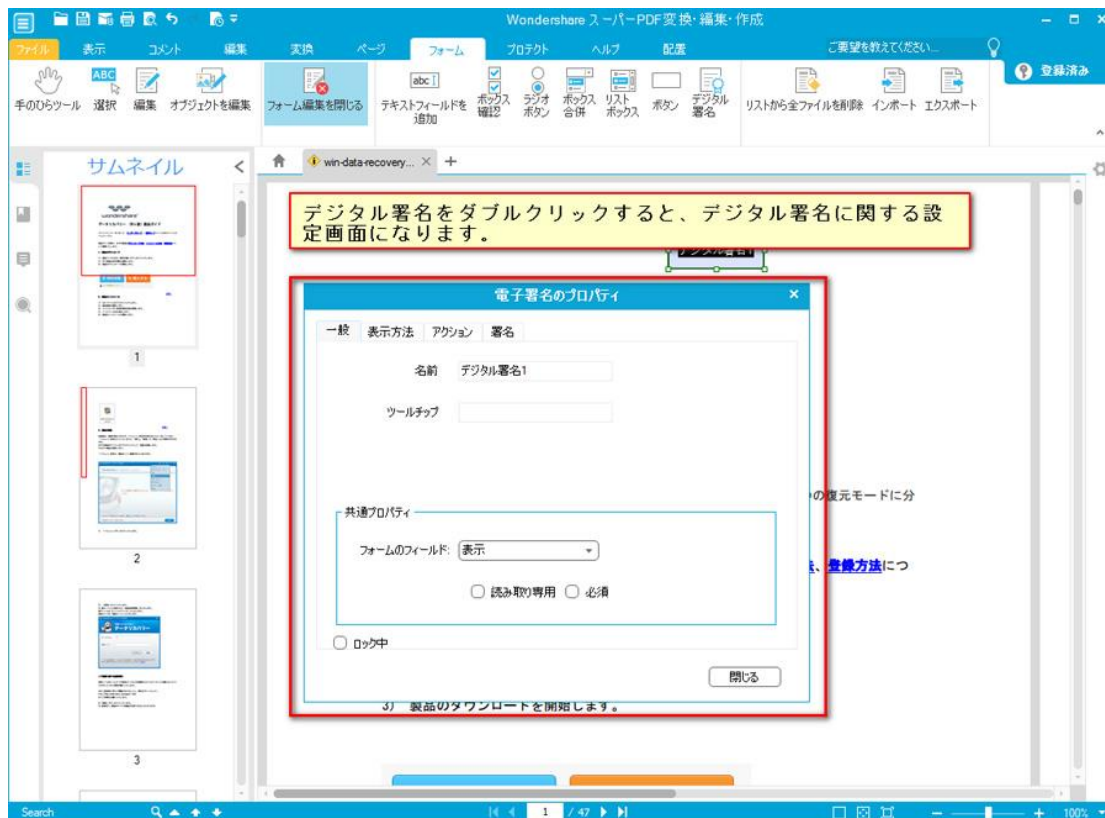 Wondershare スーパーPDF変換・編集・作成
ファイル 表示 コメント 編集 変換 ページ フォーム プロテクト ヘルプ 配置 ご要望を教えてください...
登録済み
手のひらツール 選択 編集 オブジェクトを編集 フォーム編集を閉じる テキストフィールドを追加 ボックス確認 ラジオボタン ボックス合併 リストボックス ボタン デジタル署名 リストから全ファイルを削除 インポート エクスポート
サムネイル
win-data-recovery...
デジタル署名をダブルクリックすると、デジタル署名に関する設
定画面になります。
デジタル署名1
電子署名のプロパティ
一般 表示方法 アクション 署名
名前 デジタル署名1
ツールチップ
の復元モードに分
共通プロパティ
フォームのフィールド: 表示
、登録方法につ
読み取り専用 必須
ロック中
閉じる
3) 製品のダウンロードを開始します。
1
2
3
Search
1 / 47
100%